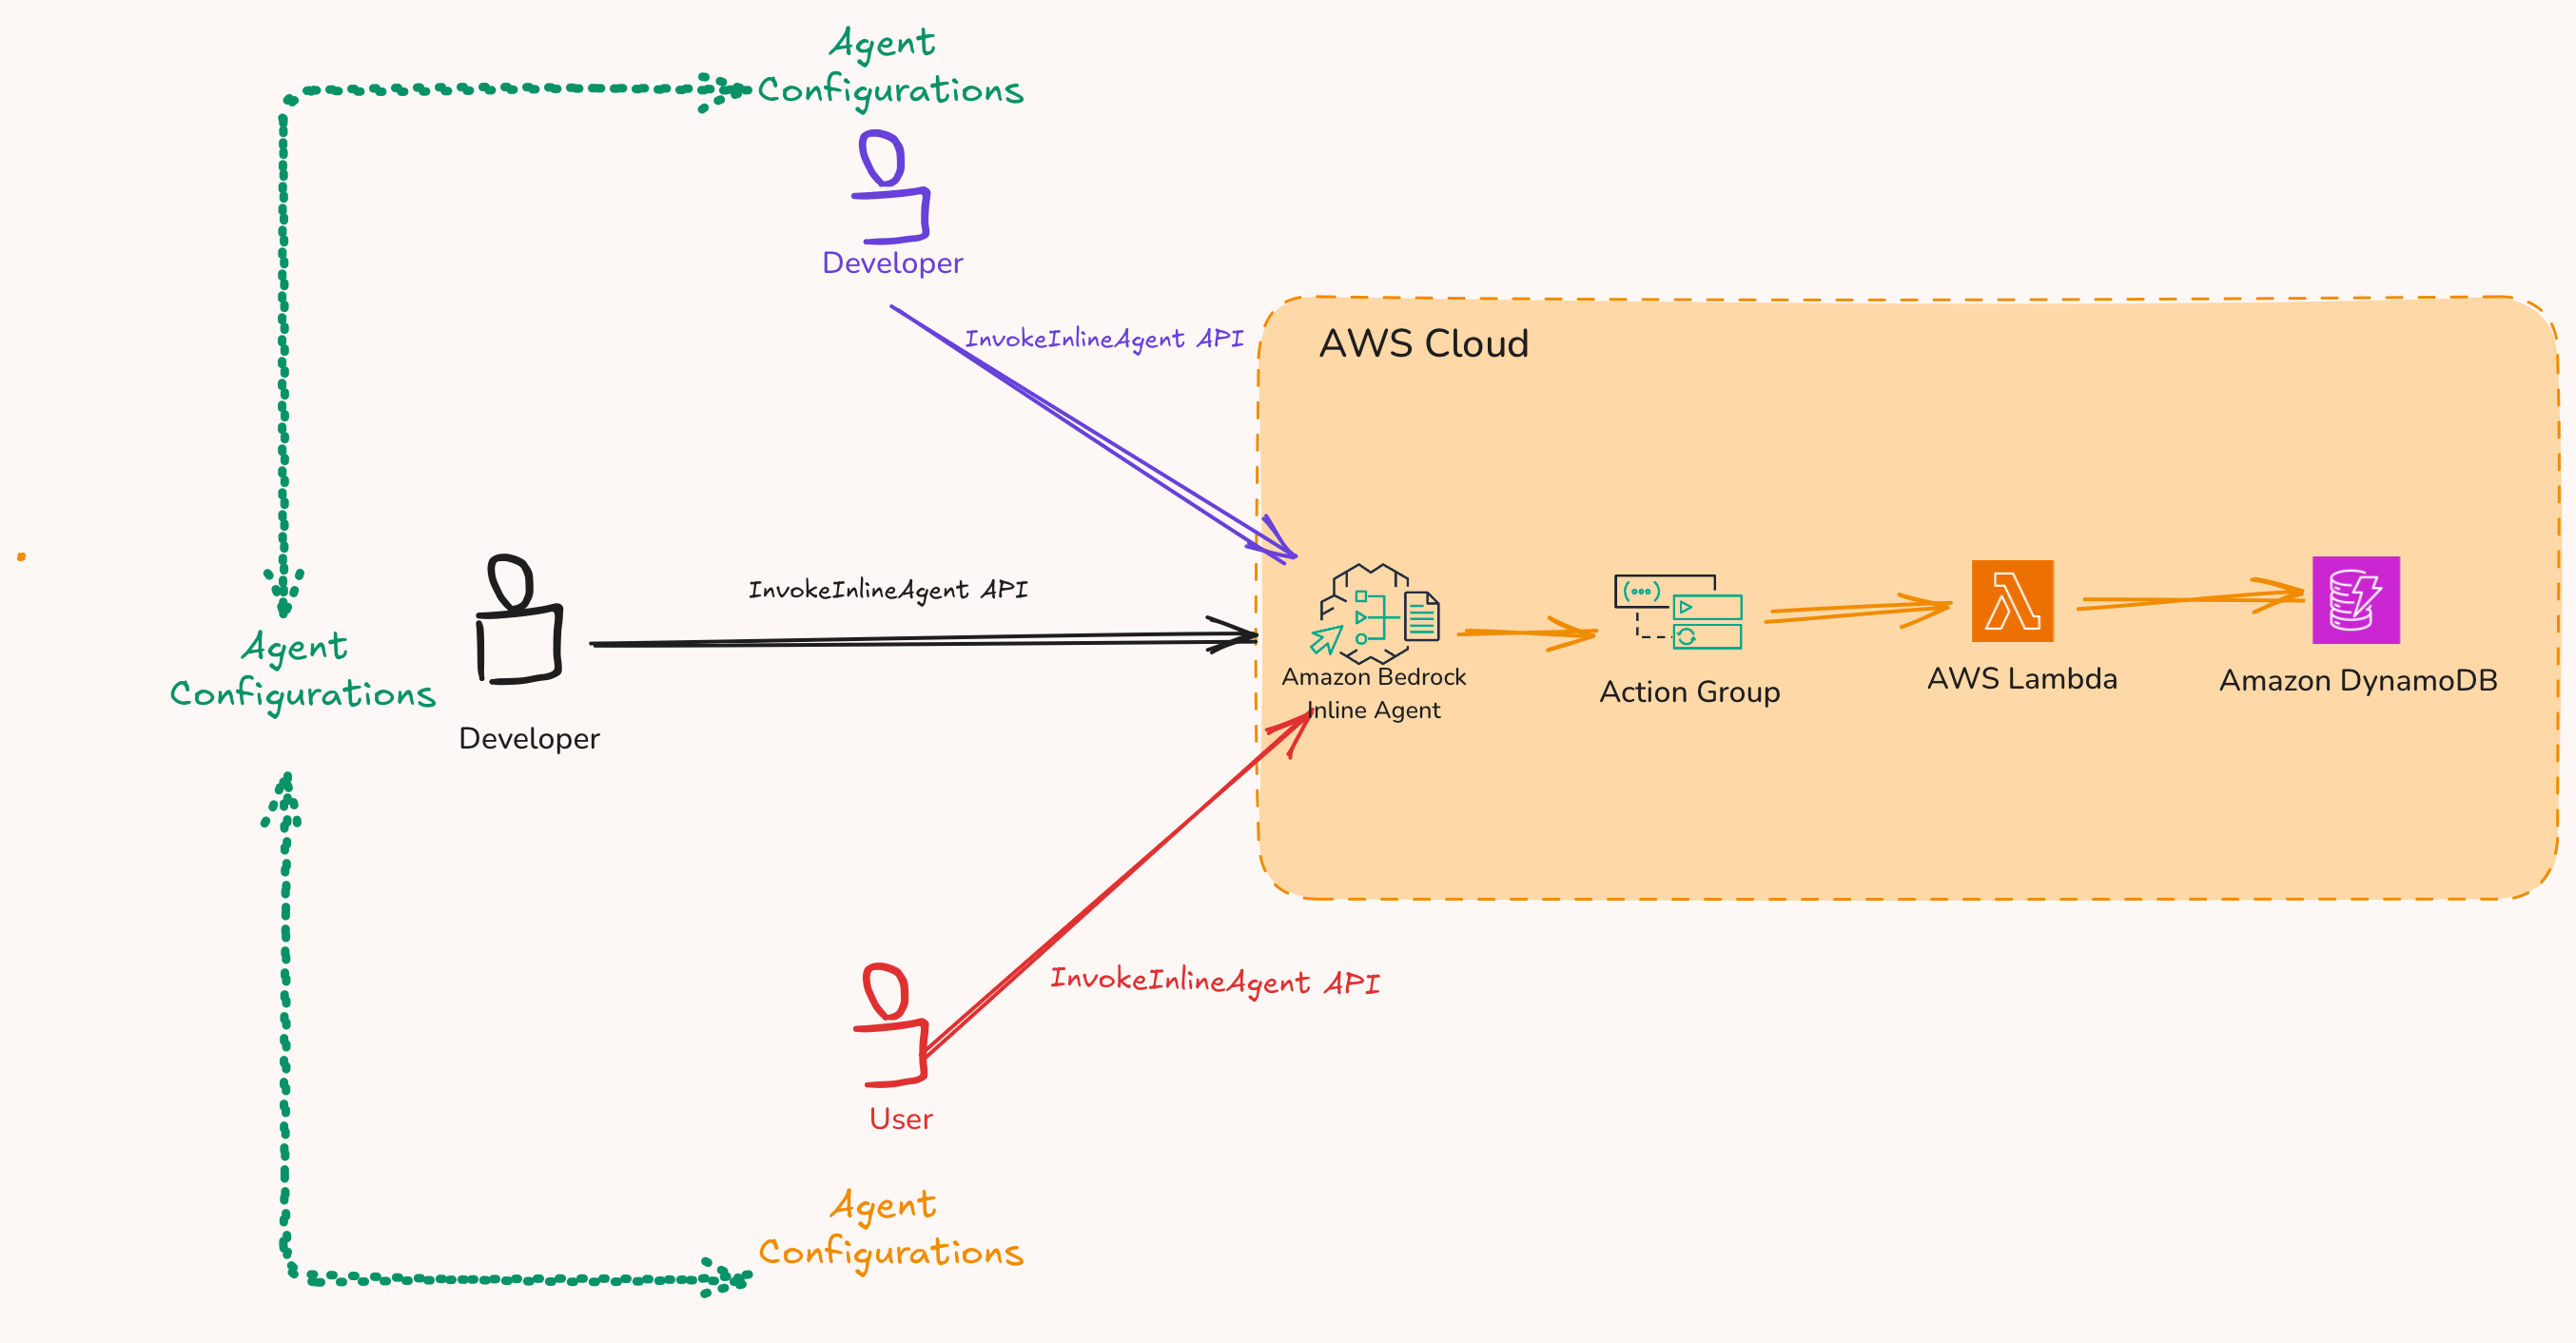 Agent
Configurations
Developer
InvokeInlineAgent API
AWS Cloud
InvokeInlineAgent API
Agent
Configurations
Developer
Amazon Bedrock
Inline Agent
Action Group
AWS Lambda
Amazon DynamoDB
InvokeInlineAgent API
User
Agent
Configurations